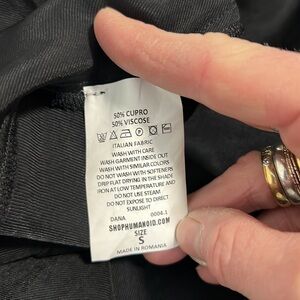 50% CUPRO
50% VISCOSE
ITALIAN FABRIC
WASH WITH CARE
WASH GARMENT INSIDE OUT
WASH WITH SIMILAR COLORS
DO NOT WASH WITH SOFTENERS
DRIP FLAT DRYING IN THE SHADE
IRON AT LOW TEMPERATURE AND
DO NOT USE STEAM
DO NOT EXPOSE TO DIRECT
SUNLIGHT
DANA 0004.1
SHOPHUMANOID.COM
SIZE
S
MADE IN ROMANIA